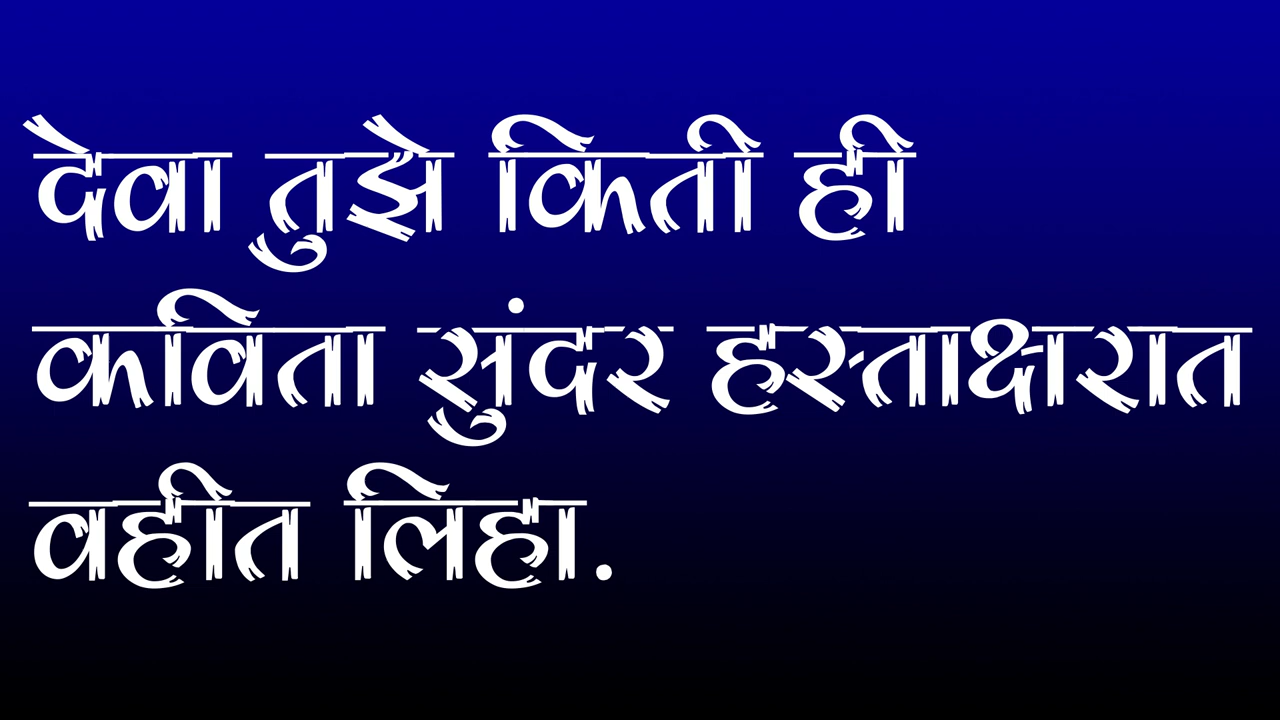 देवा तुझे किती ही
कविता सुंदर हस्ताक्षरात
वहीत लिहा.